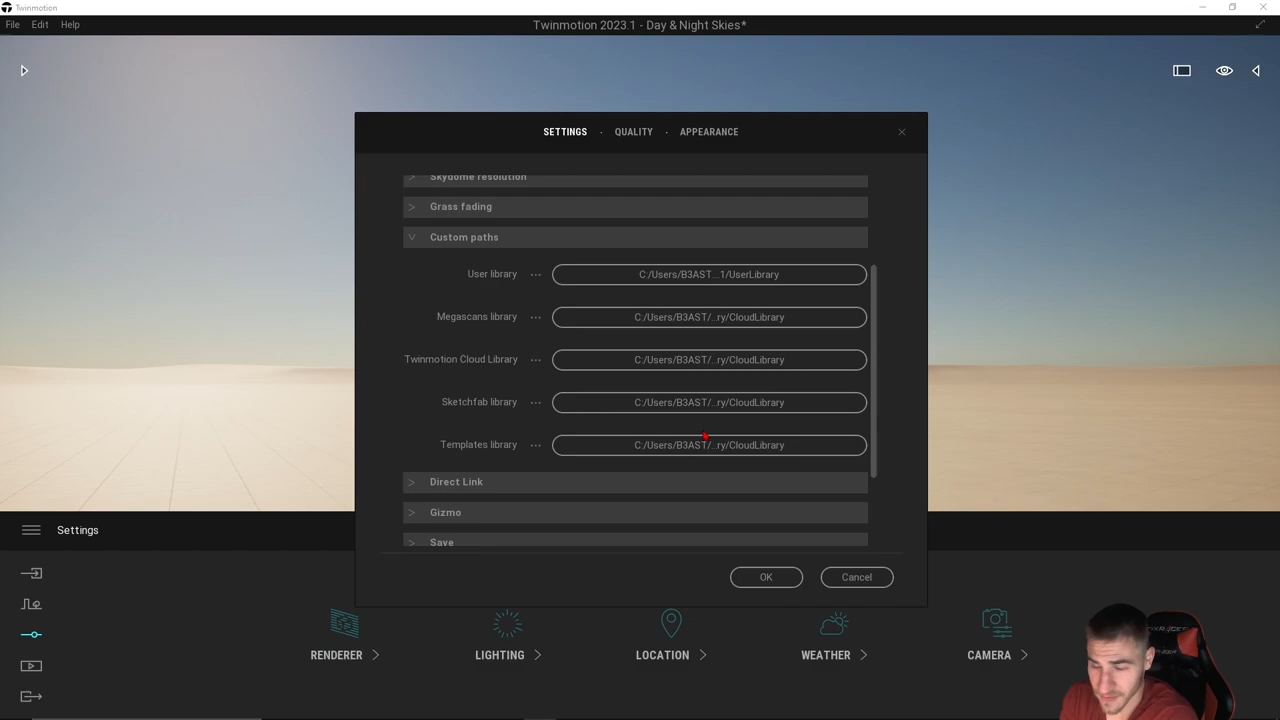 Twinmotion
File Edit Help
Twinmotion 2023.1 - Day & Night Skies*
SETTINGS · QUALITY · APPEARANCE
Skydome resolution
Grass fading
Custom paths
User library ... C:/Users/B3AST...1/UserLibrary
Megascans library ... C:/Users/B3AST/...ry/CloudLibrary
Twinmotion Cloud Library ... C:/Users/B3AST/...ry/CloudLibrary
Sketchfab library ... C:/Users/B3AST/...ry/CloudLibrary
Templates library ... C:/Users/B3AST/...ry/CloudLibrary
Direct Link
Gizmo
Save
OK Cancel
Settings
RENDERER LIGHTING LOCATION WEATHER CAMERA